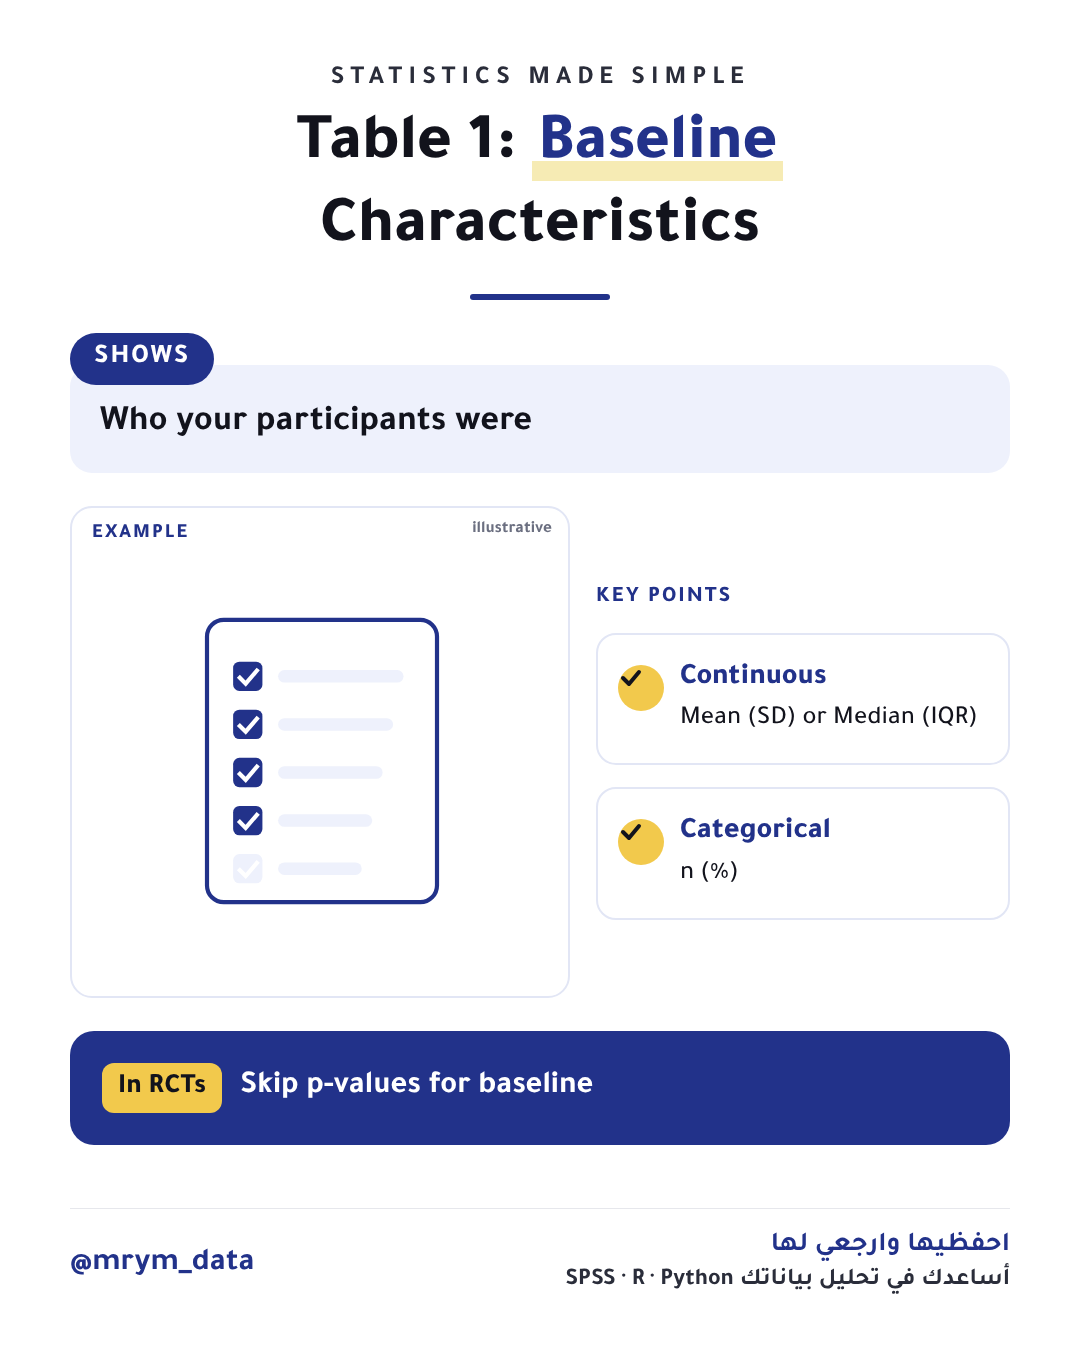 STATISTICS MADE SIMPLE
Table 1: Baseline
Characteristics
SHOWS
Who your participants were
EXAMPLE
illustrative
KEY POINTS
Continuous
Mean (SD) or Median (IQR)
Categorical
n (%)
In RCTs Skip p-values for baseline
@mrym_data
احفظيها وارجعي لها
أساعدك في تحليل بياناتك SPSS · R · Python